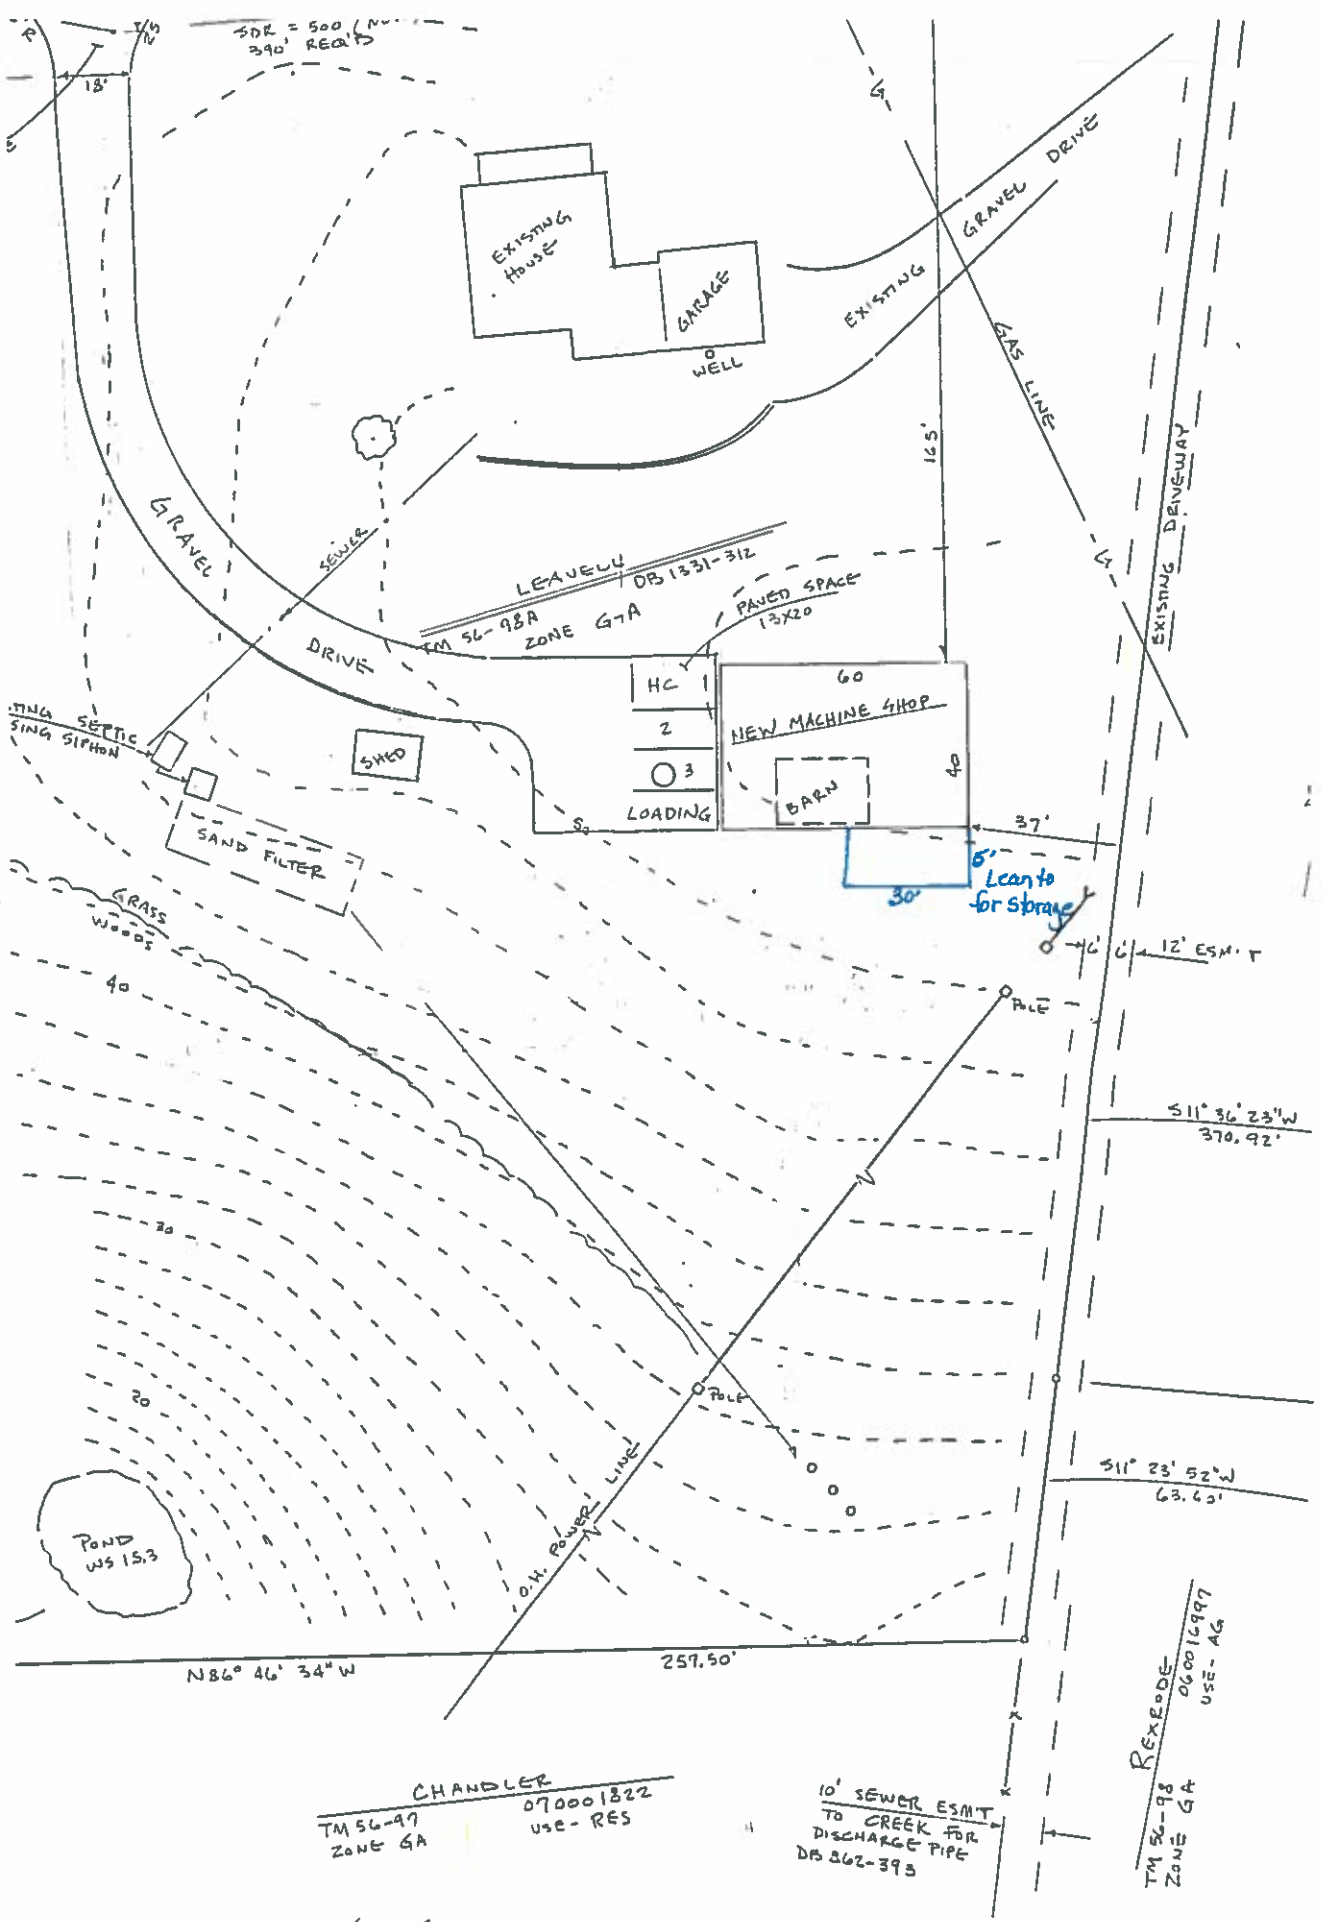 SDR = 500
390' REQ'D
18'
EXISTING
HOUSE
GARAGE
WELL
GRAVEL DRIVE
EXISTING
G
GAS LINE
G
165'
EXISTING DRIVEWAY
GRAVEL
DRIVE
SEWER
LEAVELL
DB 1331-312
TM 56-98A
ZONE GA
PAVED SPACE
13X20
HC
2
3
LOADING
60
NEW MACHINE SHOP
40
BARN
37'
5'
Lean to
for storage
30'
SEPTIC
SING SIPHON
SHED
SAND FILTER
50
GRASS
WOODS
40
6' 6'
12' ESM'T
POLE
S11° 36' 23" W
370.92'
30
20
POLE
O.H. POWER LINE
S11° 23' 52" W
POND
WS 15.3
N86° 46' 34" W
259.50'
CHANDLER
TM 56-97
070001822
ZONE GA
USE - RES
10' SEWER ESM'T
TO CREEK FOR
DISCHARGE PIPE
DB 862-393
x
x
REXRODE
TM 56-98
060016997
ZONE GA
USE - AG